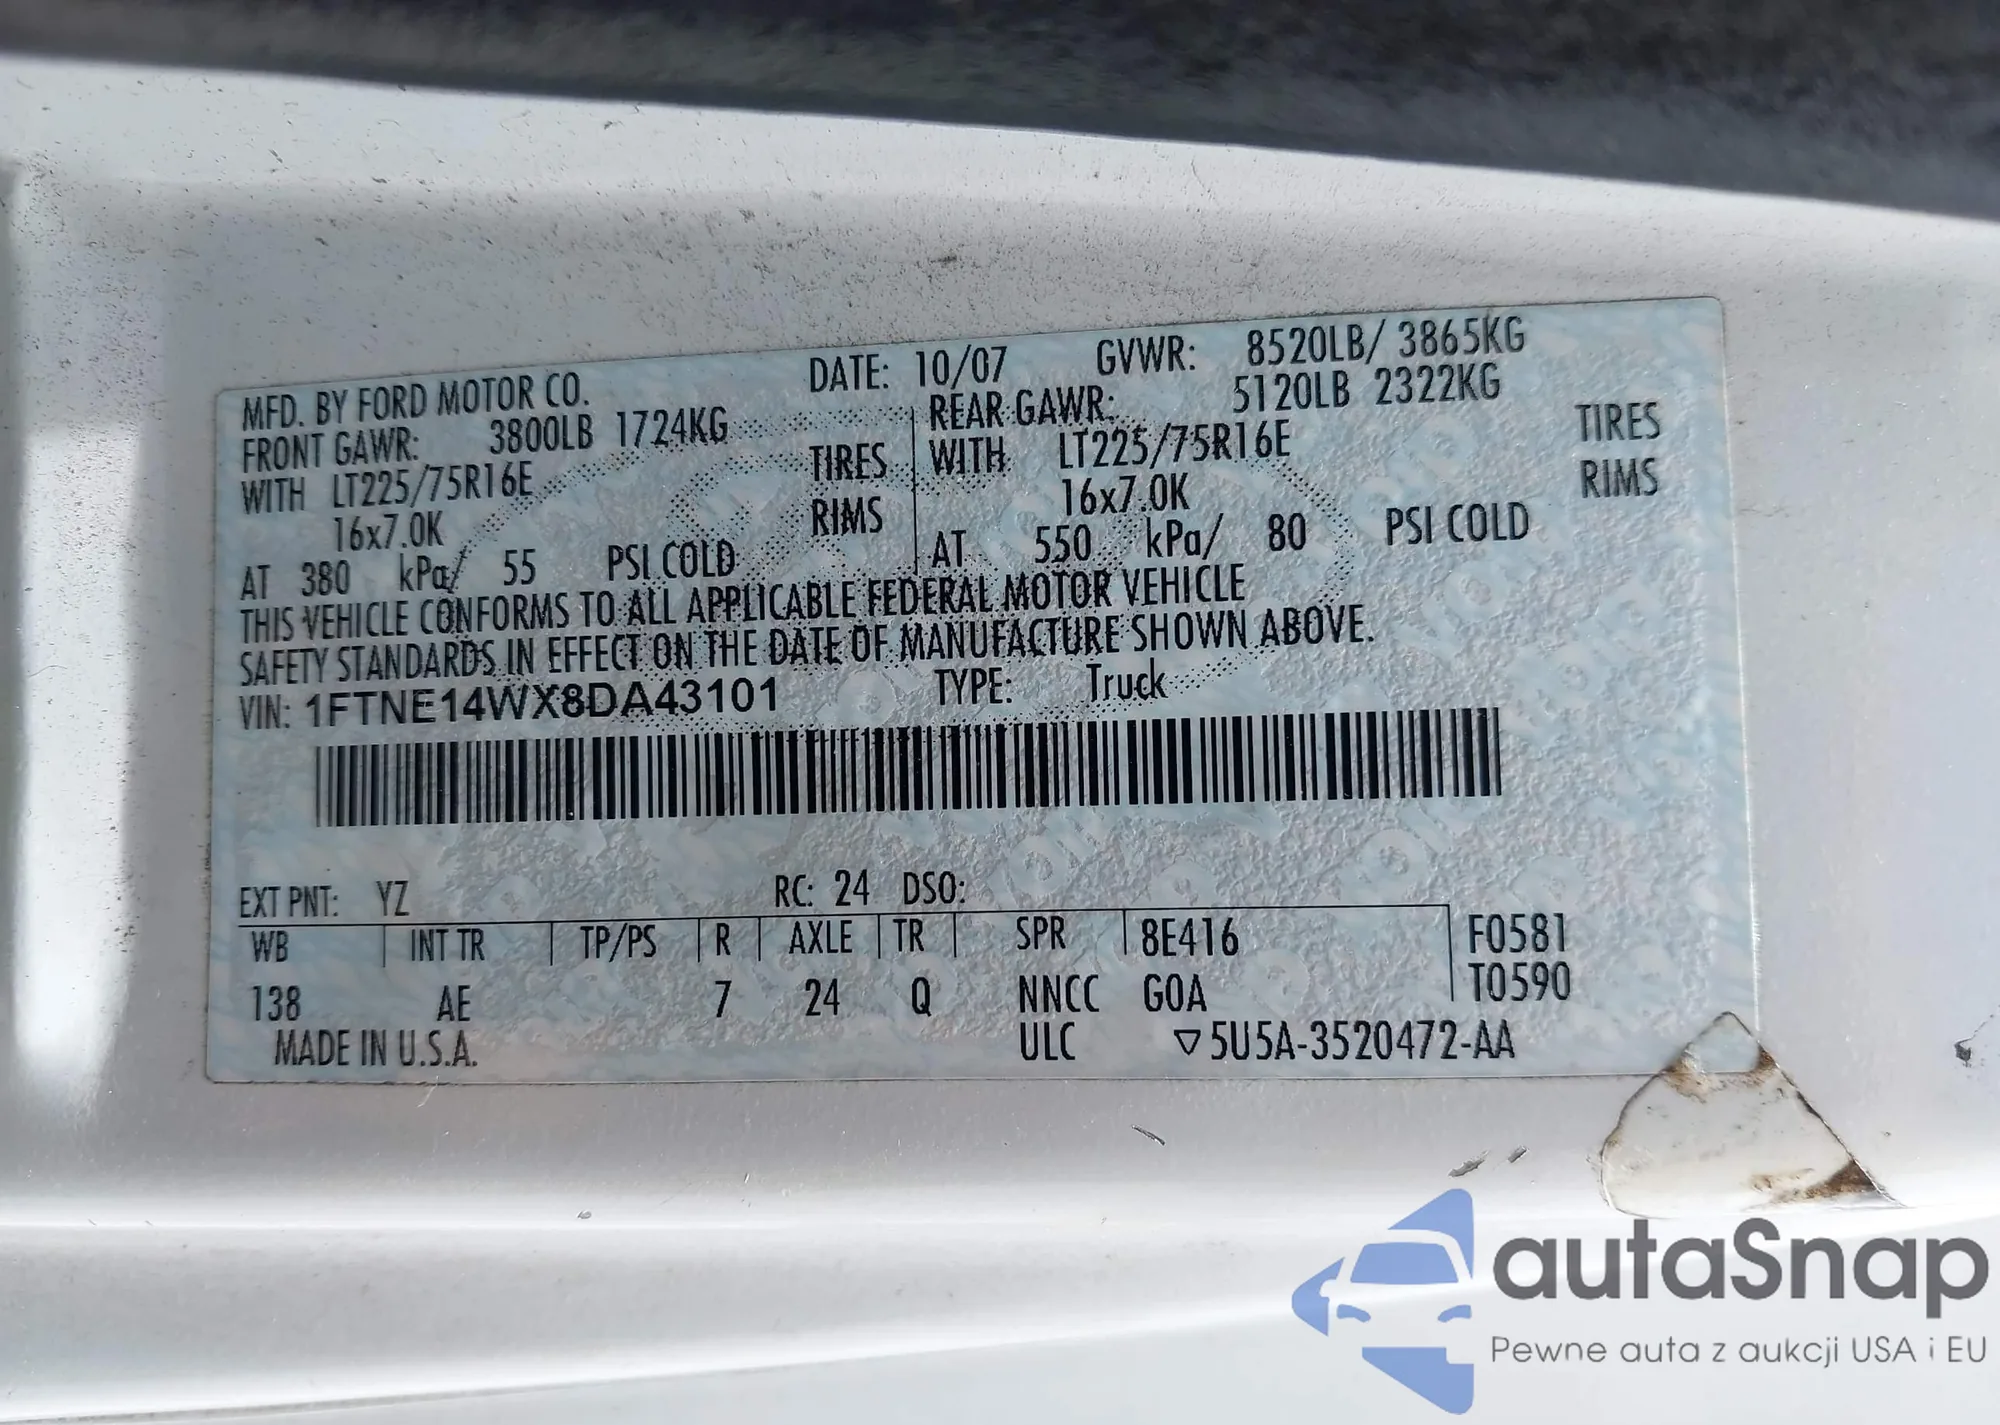 MFD. BY FORD MOTOR CO. DATE: 10/07 GVWR: 8520LB/ 3865KG
FRONT GAWR: 3800LB 1724KG REAR GAWR: 5120LB 2322KG
WITH LT225/75R16E TIRES WITH LT225/75R16E TIRES
16x7.0K RIMS 16x7.0K RIMS
AT 380 kPa/ 55 PSI COLD AT 550 kPa/ 80 PSI COLD
THIS VEHICLE CONFORMS TO ALL APPLICABLE FEDERAL MOTOR VEHICLE
SAFETY STANDARDS IN EFFECT ON THE DATE OF MANUFACTURE SHOWN ABOVE.
VIN: 1FTNE14WX8DA43101 TYPE: Truck
EXT PNT: YZ RC: 24 DSO:
WB INT TR TP/PS R AXLE TR SPR 8E416 F0581
138 AE 7 24 Q NNCC GOA T0590
MADE IN U.S.A. ULC ▽5U5A-3520472-AA
autaSnap
Pewne auta z aukcji USA i EU